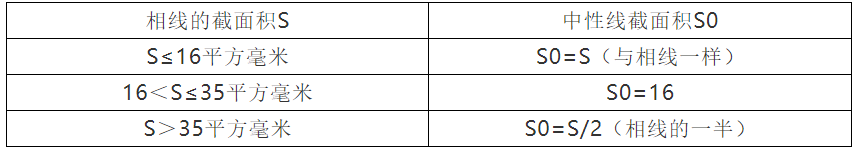 相线的截面积S 中性线截面积S0
S≤16平方毫米 S0=S（与相线一样）
16＜S≤35平方毫米 S0=16
S＞35平方毫米 S0=S/2（相线的一半）